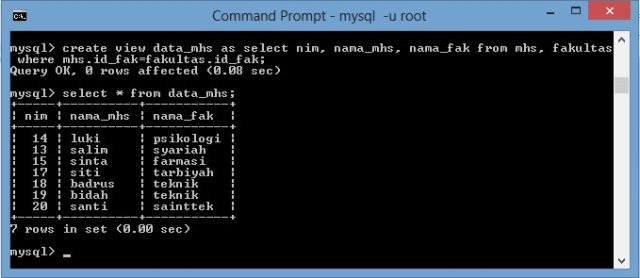 Command Prompt - mysql -u root
mysql> create view data_mhs as select nim, nama_mhs, nama_fak from mhs, fakultas
where mhs.id_fak=fakultas.id_fak;
Query OK, 0 rows affected (0.08 sec)
mysql> select * from data_mhs;
+-----+----------+-----------+
| nim | nama_mhs | nama_fak |
+-----+----------+-----------+
| 14 | luki | psikologi |
| 13 | salim | syariah |
| 15 | sinta | farmasi |
| 17 | siti | tarbiyah |
| 18 | badrus | teknik |
| 19 | bidah | teknik |
| 20 | santi | sainttek |
+-----+----------+-----------+
7 rows in set (0.00 sec)
mysql> _